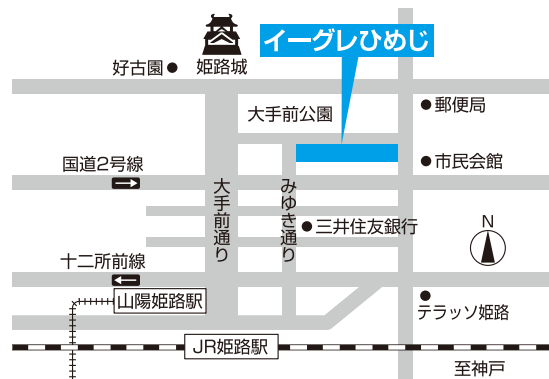 イーグレひめじ
好古園
姫路城
大手前公園
郵便局
国道2号線
市民会館
大手前通り
みゆき通り
三井住友銀行
N
十二所前線
山陽姫路駅
テラッソ姫路
JR姫路駅
至神戸